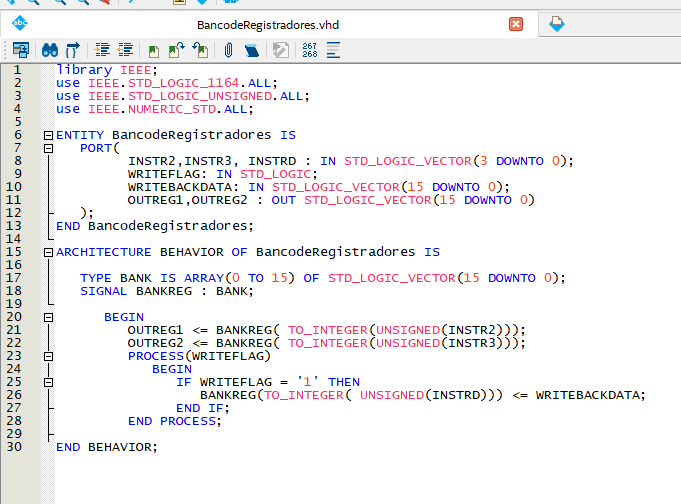 BancodeRegistradores.vhd
abc
267
268
1 library IEEE;
2 use IEEE.STD_LOGIC_1164.ALL;
3 use IEEE.STD_LOGIC_UNSIGNED.ALL;
4 use IEEE.NUMERIC_STD.ALL;
5
6 ENTITY BancodeRegistradores IS
7 PORT(
8 INSTR2,INSTR3, INSTRD : IN STD_LOGIC_VECTOR(3 DOWNTO 0);
9 WRITEFLAG: IN STD_LOGIC;
10 WRITEBACKDATA: IN STD_LOGIC_VECTOR(15 DOWNTO 0);
11 OUTREG1,OUTREG2 : OUT STD_LOGIC_VECTOR(15 DOWNTO 0)
12 );
13 END BancodeRegistradores;
14
15 ARCHITECTURE BEHAVIOR OF BancodeRegistradores IS
16
17 TYPE BANK IS ARRAY(0 TO 15) OF STD_LOGIC_VECTOR(15 DOWNTO 0);
18 SIGNAL BANKREG : BANK;
19
20 BEGIN
21 OUTREG1 <= BANKREG( TO_INTEGER(UNSIGNED(INSTR2)));
22 OUTREG2 <= BANKREG( TO_INTEGER(UNSIGNED(INSTR3)));
23 PROCESS(WRITEFLAG)
24 BEGIN
25 IF WRITEFLAG = '1' THEN
26 BANKREG(TO_INTEGER( UNSIGNED(INSTRD))) <= WRITEBACKDATA;
27 END IF;
28 END PROCESS;
29
30 END BEHAVIOR;